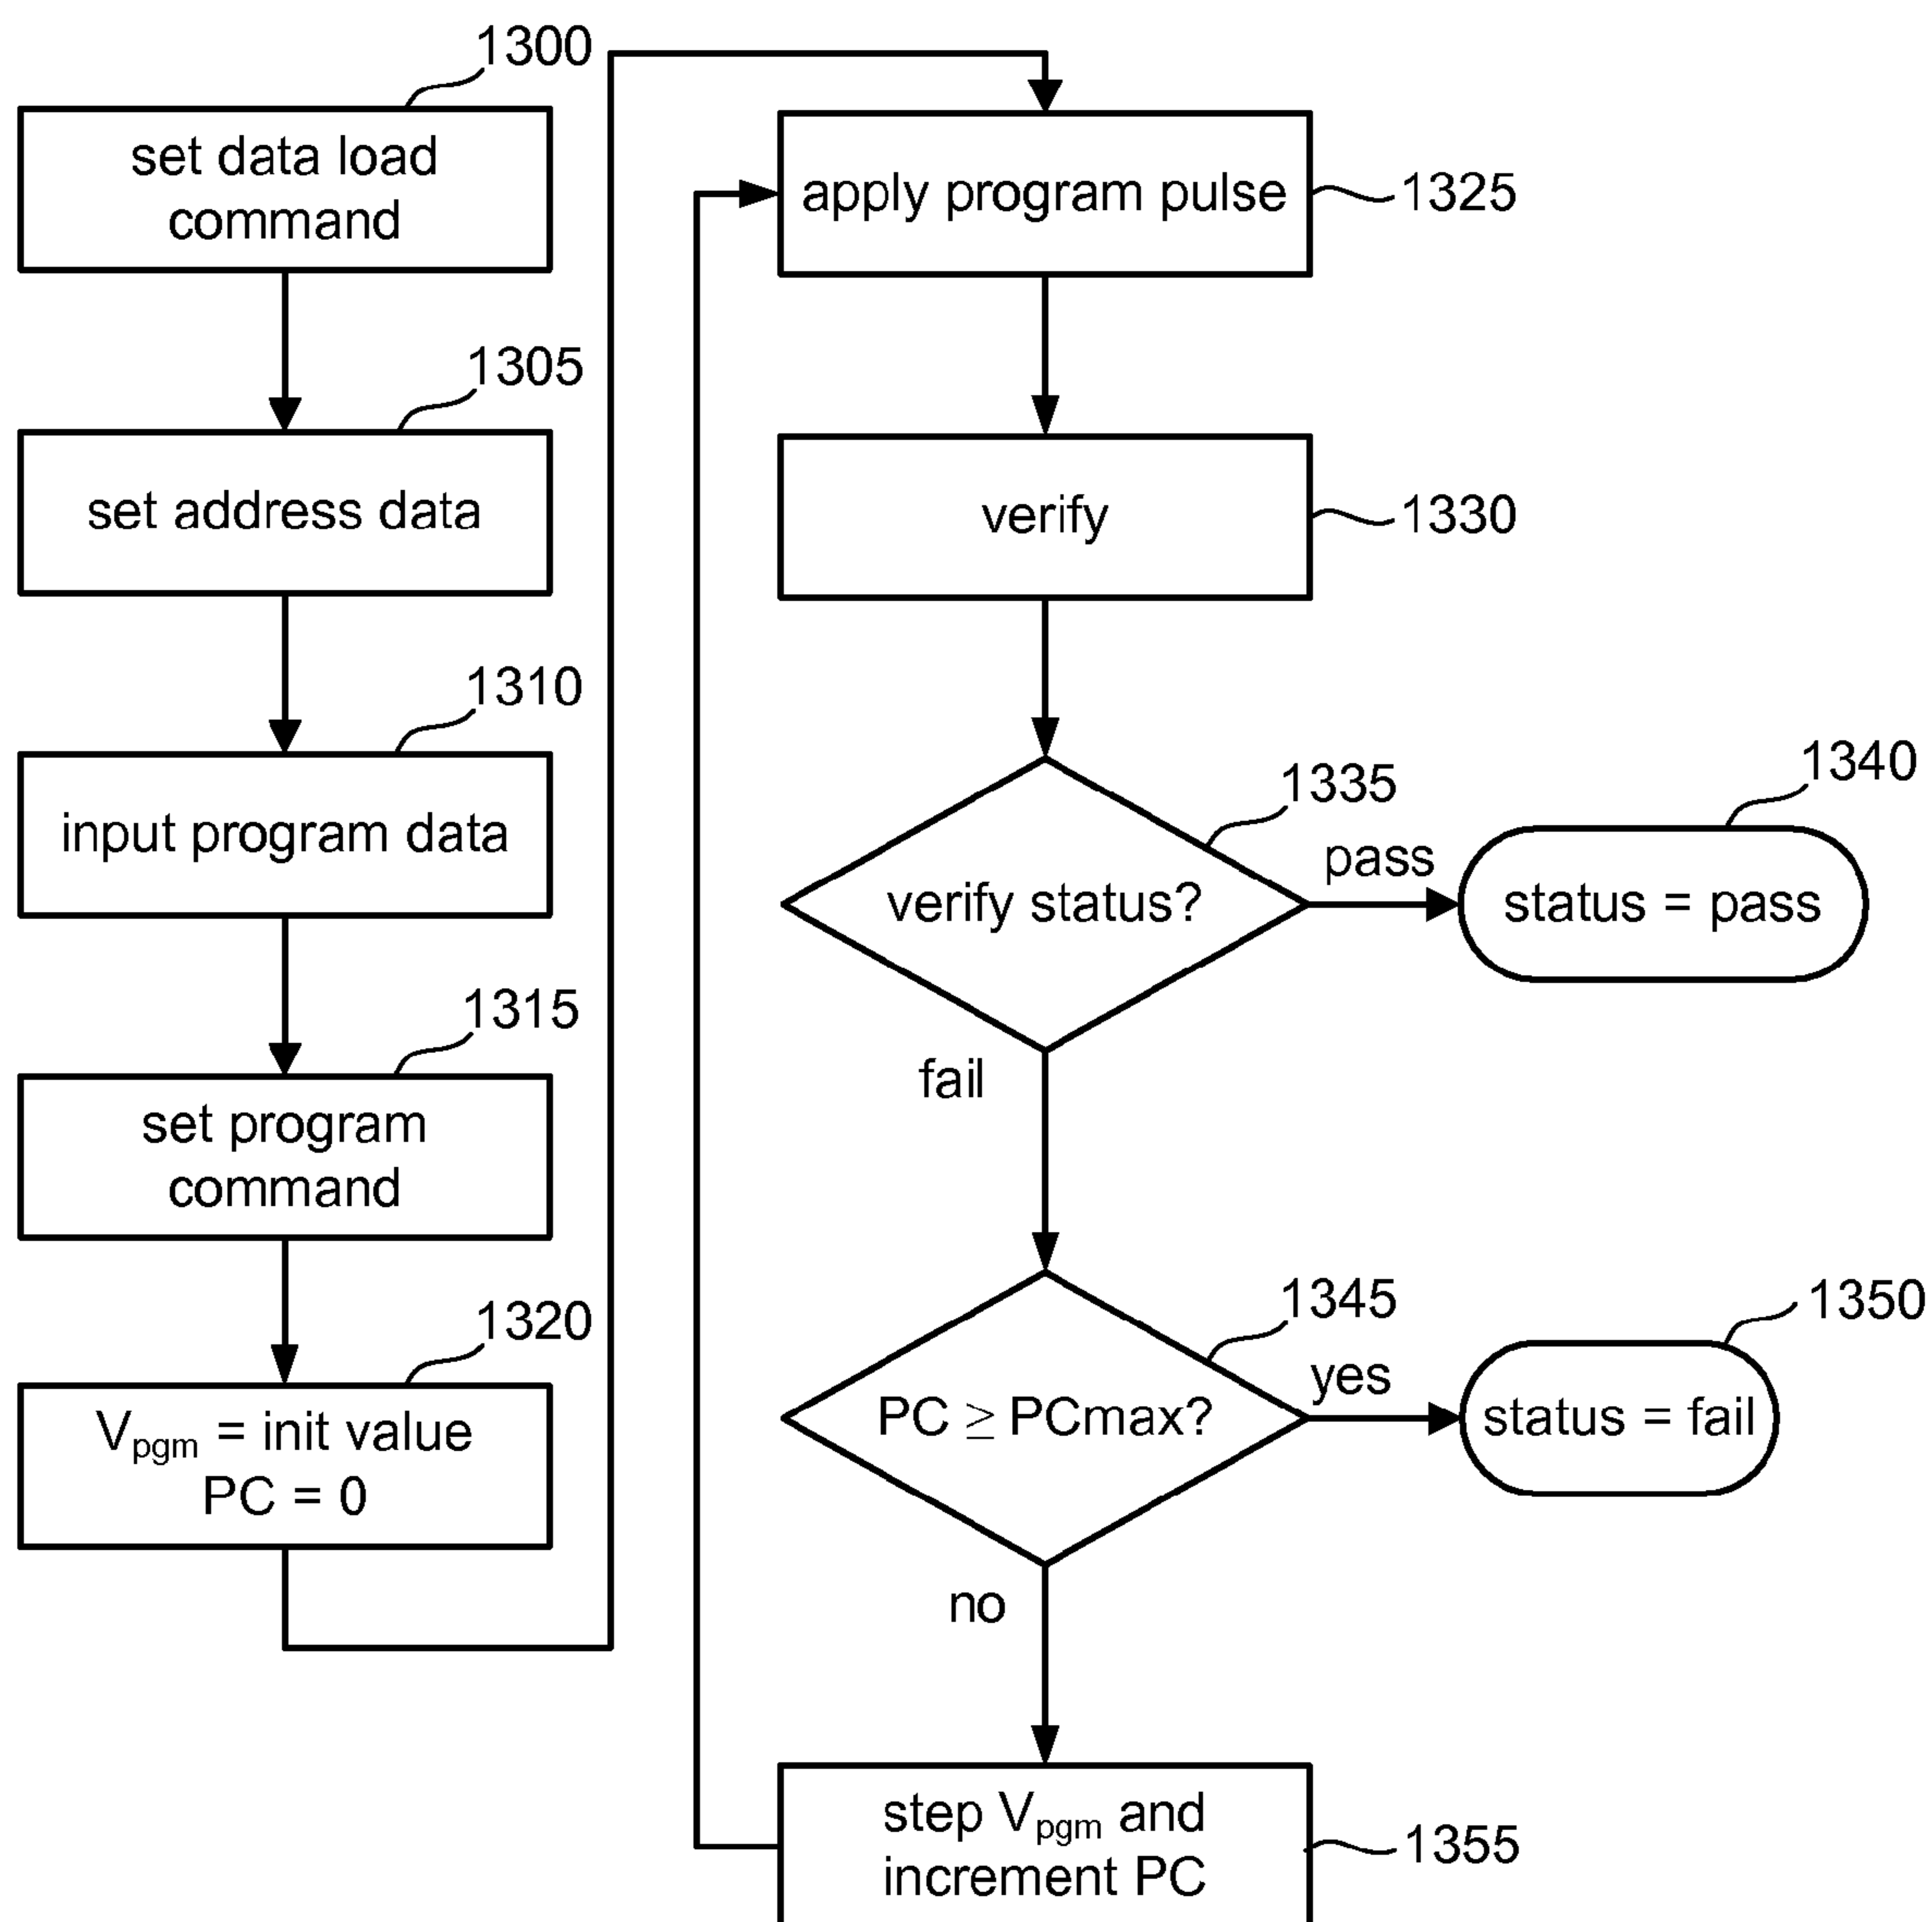 1300
set data load
command
1305
set address data
1310
input program data
1315
set program
command
1320
Vpgm = init value
PC = 0
apply program pulse
1325
verify
1330
1335
verify status?
pass
1340
status = pass
fail
1345
PC ≥ PCmax?
yes
1350
status = fail
no
step Vpgm and
increment PC
1355